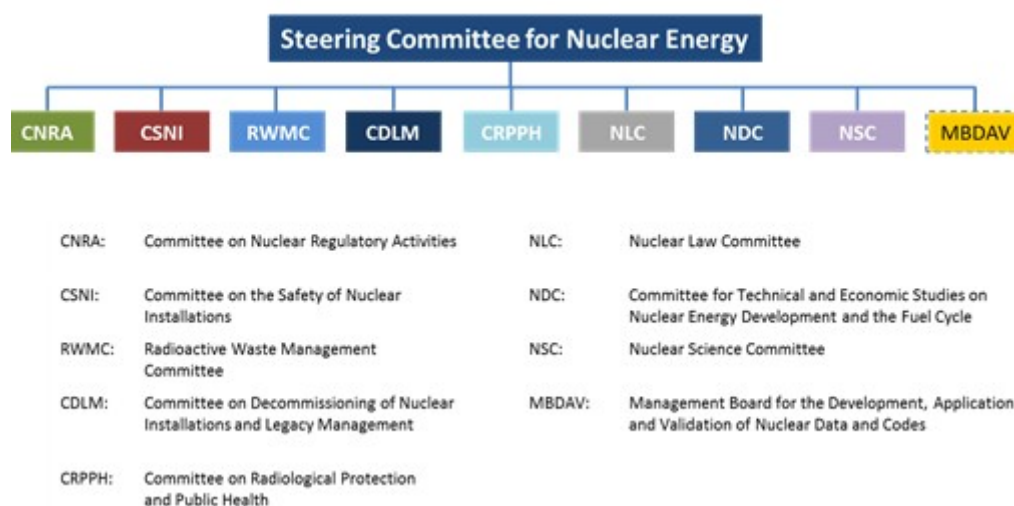 Steering Committee for Nuclear Energy
CNRA CSNI RWMC CDLM CRPPH NLC NDC NSC MBDAV
CNRA: Committee on Nuclear Regulatory Activities
CSNI: Committee on the Safety of Nuclear
Installations
RWMC: Radioactive Waste Management
Committee
CDLM: Committee on Decommissioning of Nuclear
Installations and Legacy Management
CRPPH: Committee on Radiological Protection
and Public Health
NLC: Nuclear Law Committee
NDC: Committee for Technical and Economic Studies on
Nuclear Energy Development and the Fuel Cycle
NSC: Nuclear Science Committee
MBDAV: Management Board for the Development, Application
and Validation of Nuclear Data and Codes